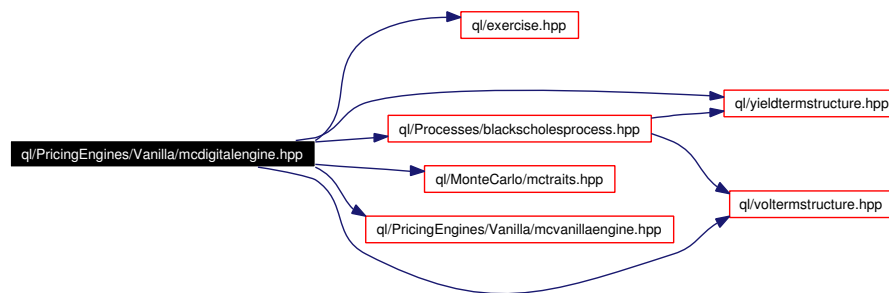 ql/exercise.hpp
ql/yieldtermstructure.hpp
ql/Processes/blackscholesprocess.hpp
ql/PricingEngines/Vanilla/mcdigitalengine.hpp
ql/MonteCarlo/mctraits.hpp
ql/voltermstructure.hpp
ql/PricingEngines/Vanilla/mcvanillaengine.hpp